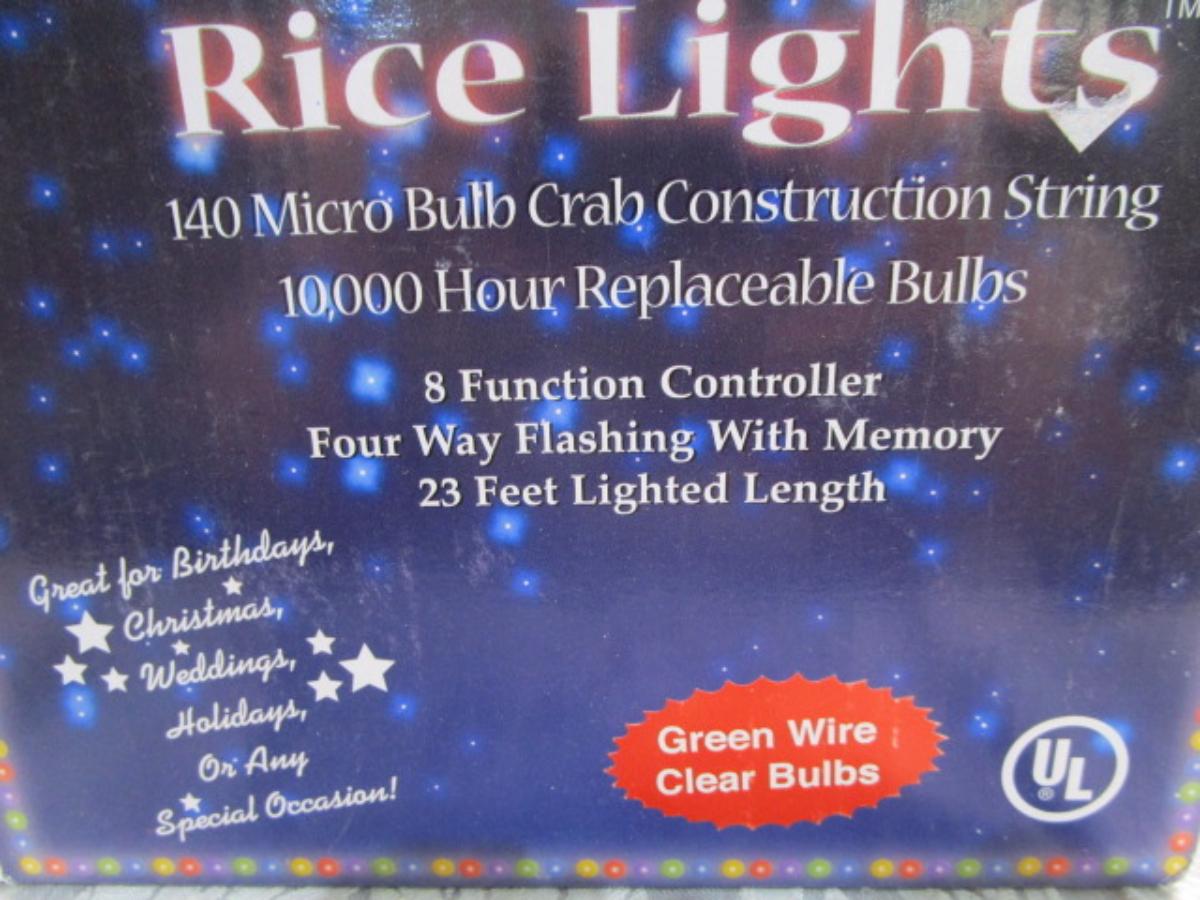 Rice Lights™
140 Micro Bulb Crab Construction String
10,000 Hour Replaceable Bulbs
8 Function Controller
Four Way Flashing With Memory
23 Feet Lighted Length
Great for Birthdays,
Christmas,
Weddings,
Holidays,
Or Any
Special Occasion!
Green Wire
Clear Bulbs
UL®